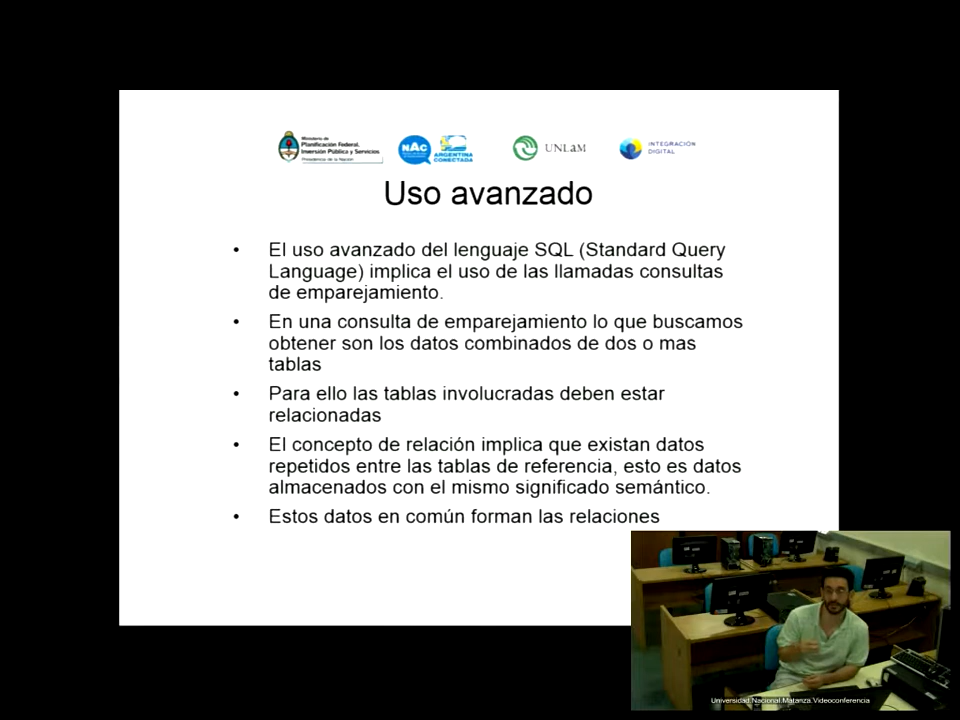 Ministerio de
Planificación Federal,
Inversión Pública y Servicios
Presidencia de la Nación
NAC
ARGENTINA
CONECTADA
UNLaM
INTEGRACIÓN
DIGITAL
Uso avanzado
• El uso avanzado del lenguaje SQL (Standard Query
Language) implica el uso de las llamadas consultas
de emparejamiento.
• En una consulta de emparejamiento lo que buscamos
obtener son los datos combinados de dos o mas
tablas
• Para ello las tablas involucradas deben estar
relacionadas
• El concepto de relación implica que existan datos
repetidos entre las tablas de referencia, esto es datos
almacenados con el mismo significado semántico.
• Estos datos en común forman las relaciones
Universidad.Nacional.Matanza.Videoconferencia